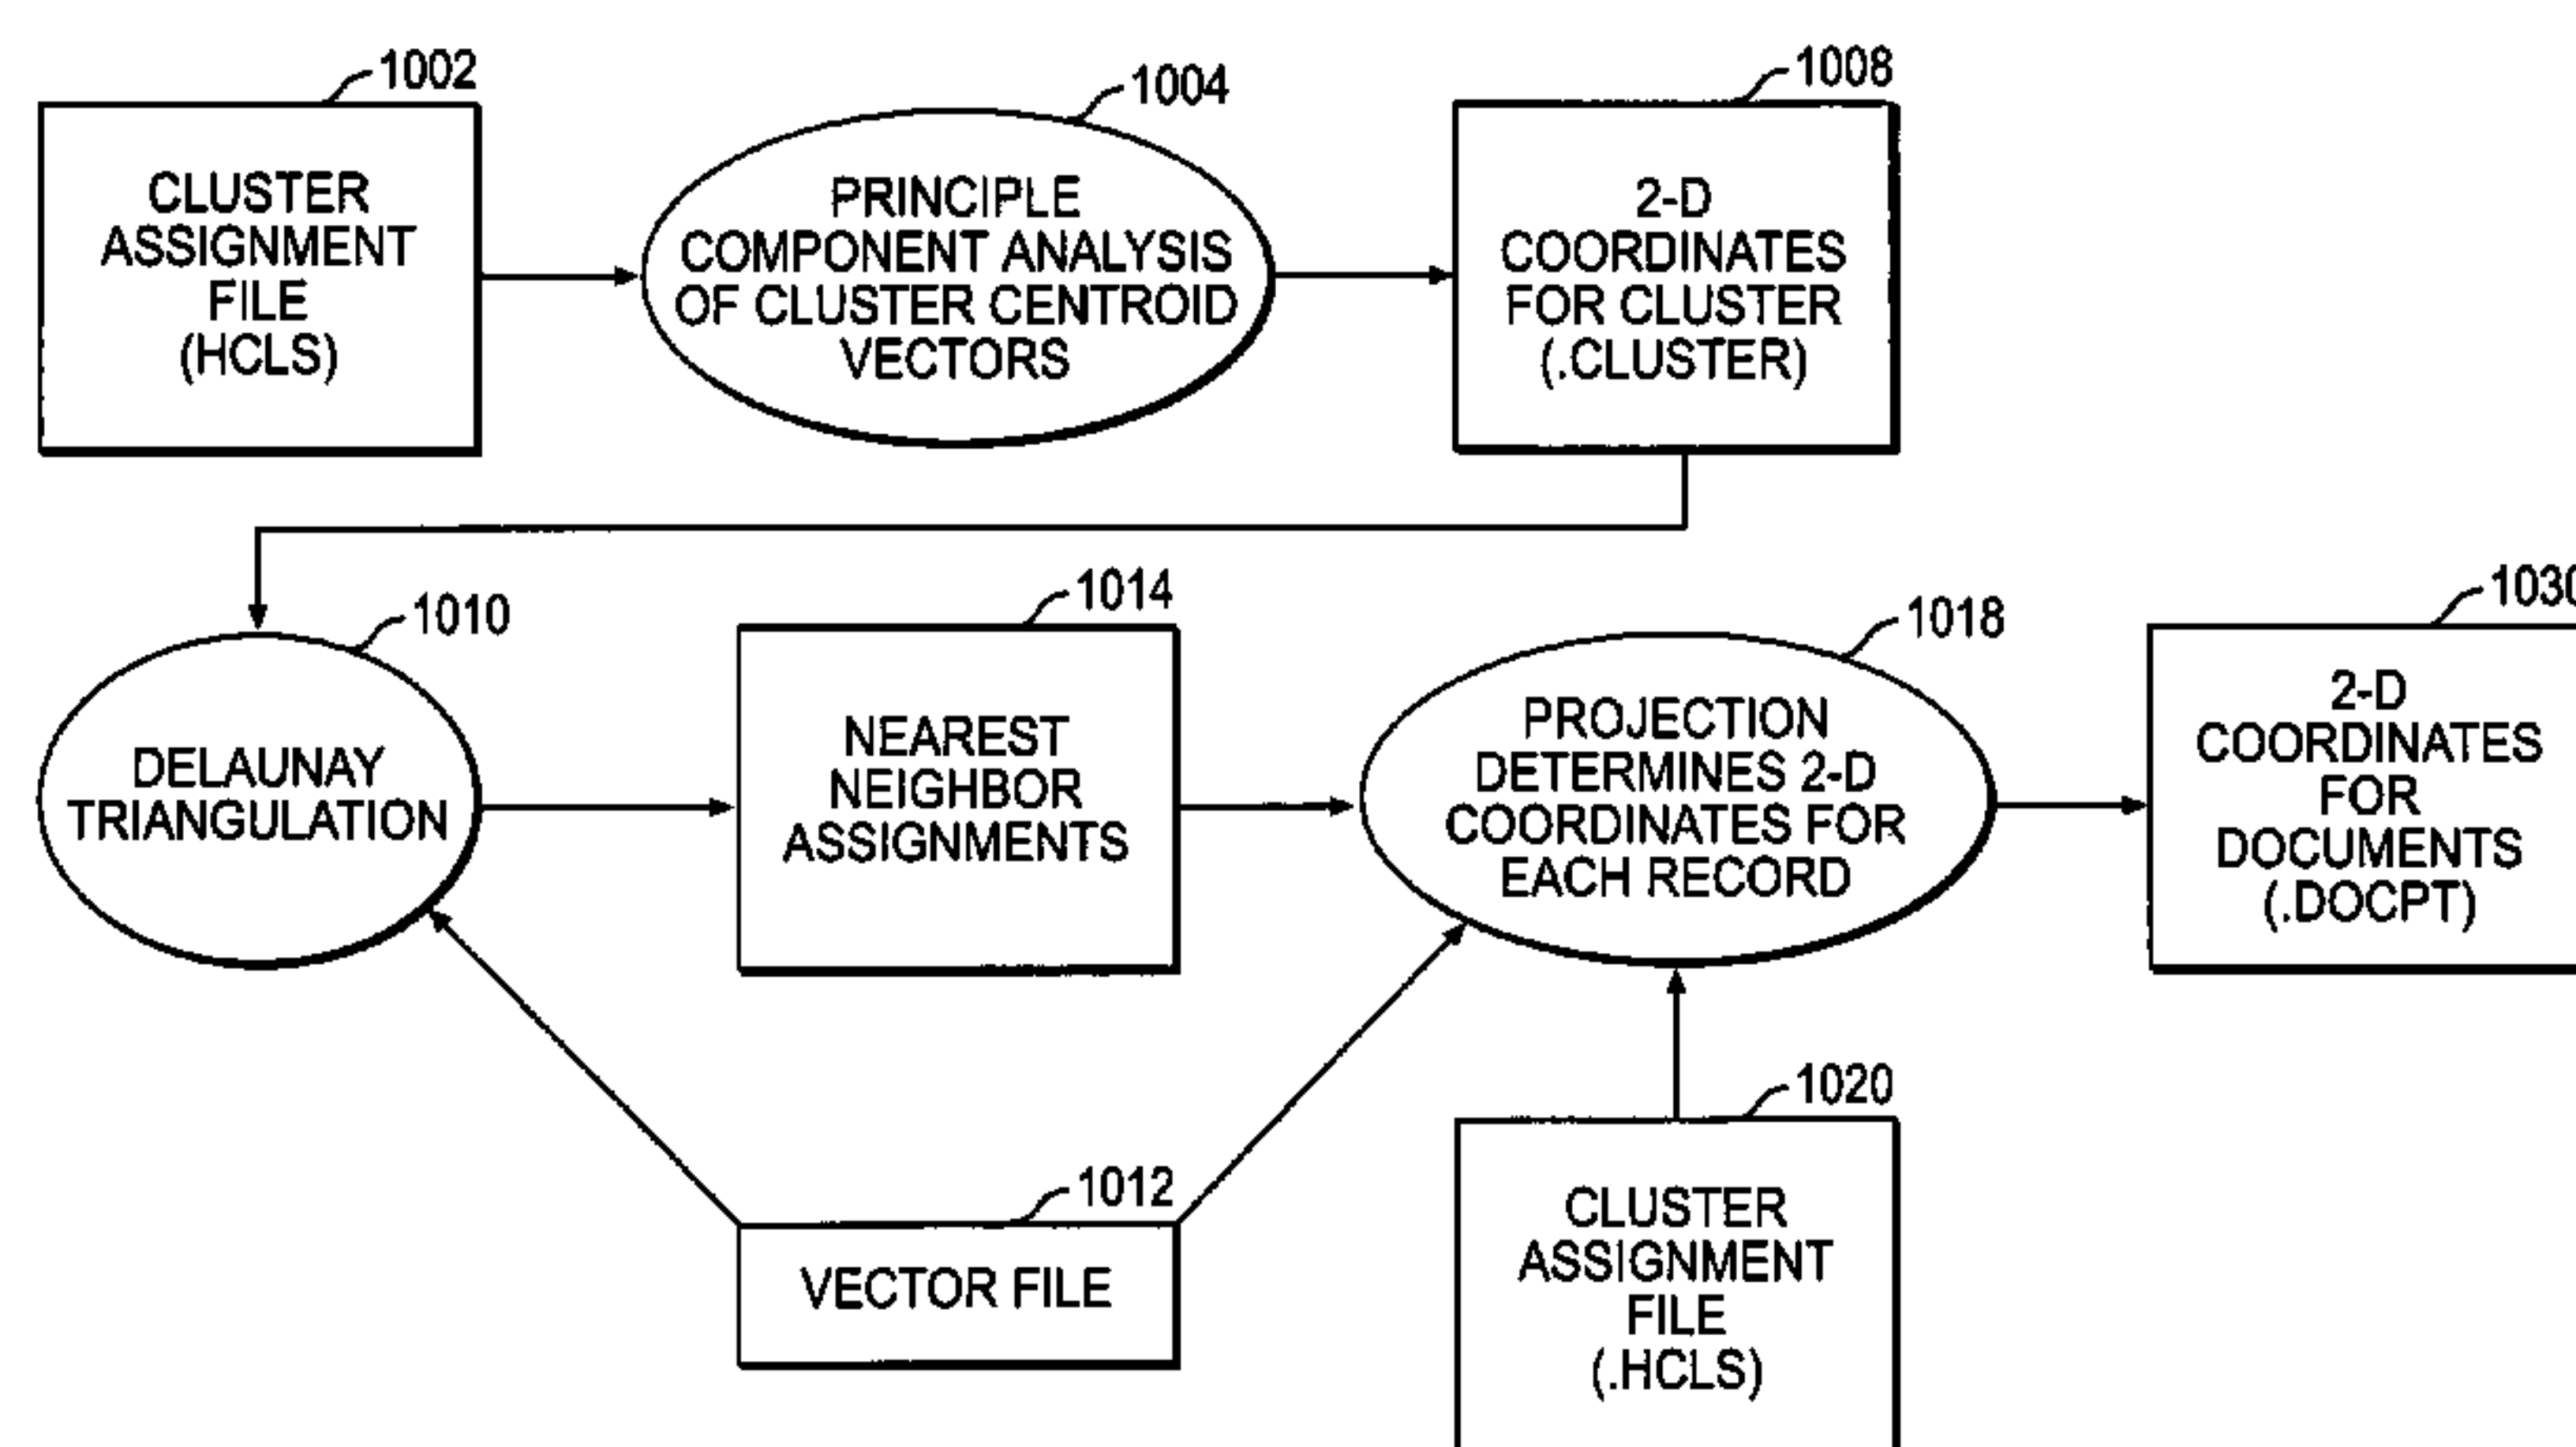 1002
CLUSTER
ASSIGNMENT
FILE
(HCLS)
1004
PRINCIPLE
COMPONENT ANALYSIS
OF CLUSTER CENTROID
VECTORS
1008
2-D
COORDINATES
FOR CLUSTER
(.CLUSTER)
1010
DELAUNAY
TRIANGULATION
1014
NEAREST
NEIGHBOR
ASSIGNMENTS
1018
PROJECTION
DETERMINES 2-D
COORDINATES FOR
EACH RECORD
1030
2-D
COORDINATES
FOR
DOCUMENTS
(.DOCPT)
1012
VECTOR FILE
1020
CLUSTER
ASSIGNMENT
FILE
(.HCLS)